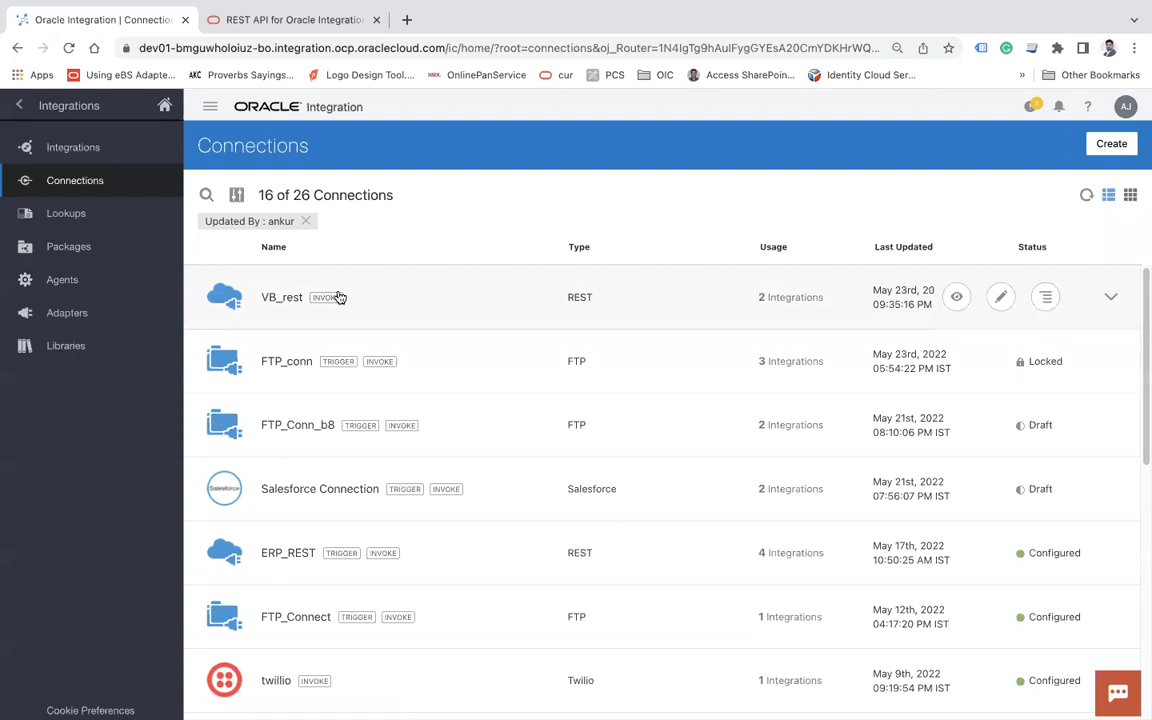 Oracle Integration | Connection
REST API for Oracle Integratio
dev01-bmguwholoiuz-bo.integration.ocp.oraclecloud.com/ic/home/?root=connections&oj_Router=1N4IgTg9hAuIFygGYEsA20CmYDKHrWQ...
Apps
Using eBS Adapte...
AKC Proverbs Sayings...
Logo Design Tool....
OnlinePanService
cur
PCS
OIC
Access SharePoin...
Identity Cloud Ser...
»
Other Bookmarks
Integrations
ORACLE Integration
AJ
Integrations
Connections
Lookups
Packages
Agents
Adapters
Libraries
Cookie Preferences
Connections
Create
16 of 26 Connections
Updated By : ankur
Name Type Usage Last Updated Status
VB_rest INVOK REST 2 Integrations May 23rd, 20
09:35:16 PM
FTP_conn TRIGGER INVOKE FTP 3 Integrations May 23rd, 2022 Locked
05:54:22 PM IST
FTP_Conn_b8 TRIGGER INVOKE FTP 2 Integrations May 21st, 2022 Draft
08:10:06 PM IST
Salesforce Salesforce Connection TRIGGER INVOKE Salesforce 2 Integrations May 21st, 2022 Draft
07:56:07 PM IST
ERP_REST TRIGGER INVOKE REST 4 Integrations May 17th, 2022 Configured
10:50:25 AM IST
FTP_Connect TRIGGER INVOKE FTP 1 Integrations May 12th, 2022 Configured
04:17:20 PM IST
twillio INVOKE Twilio 1 Integrations May 9th, 2022 Configured
09:19:54 PM IST